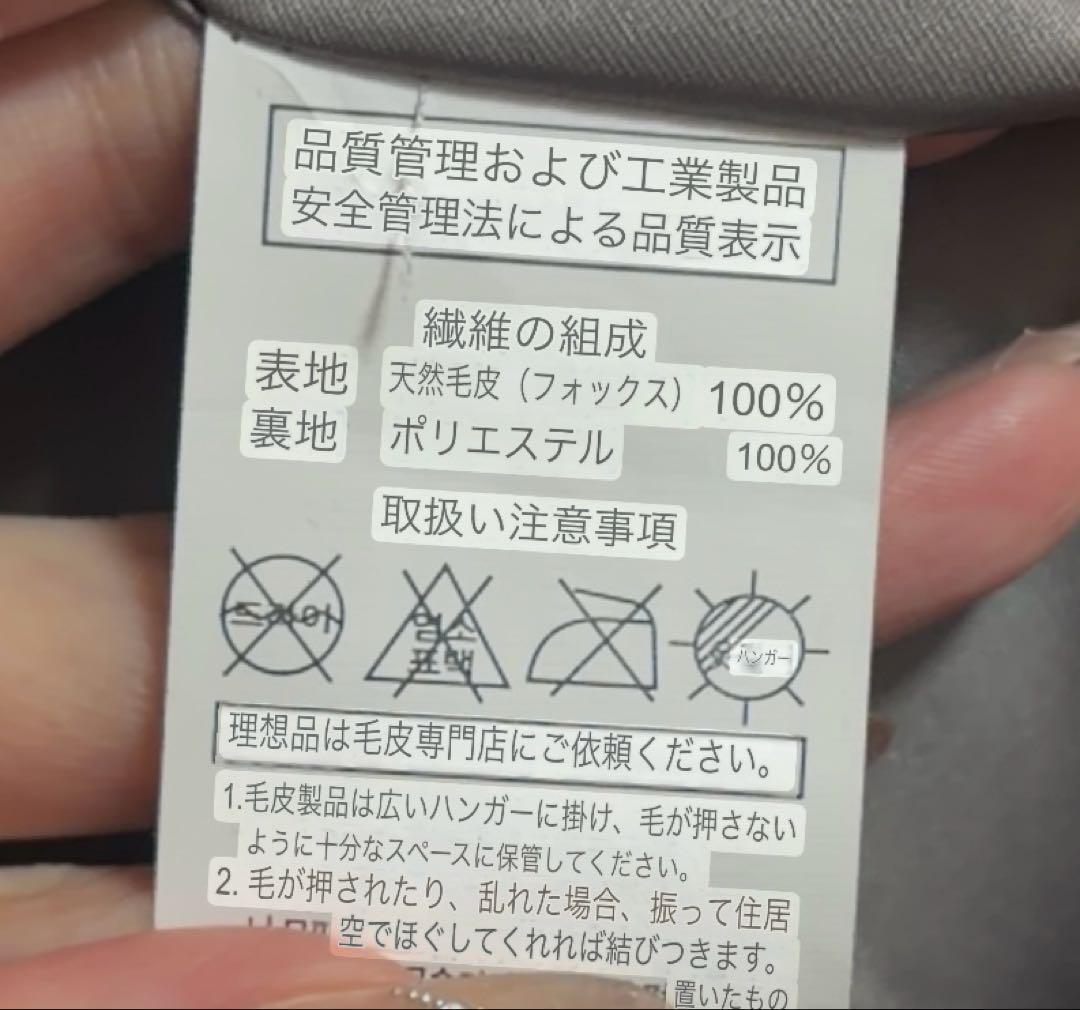 品質管理および工業製品
安全管理法による品質表示
繊維の組成
表地 天然毛皮（フォックス） 100%
裏地 ポリエステル 100%
取扱い注意事項
드라이 염소 ハンガー
표백
理想品は毛皮専門店にご依頼ください。
1.毛皮製品は広いハンガーに掛け、毛が押さない
ように十分なスペースに保管してください。
2. 毛が押されたり、乱れた場合、振って住居
空でほぐしてくれれば結びつきます。
置いたもの